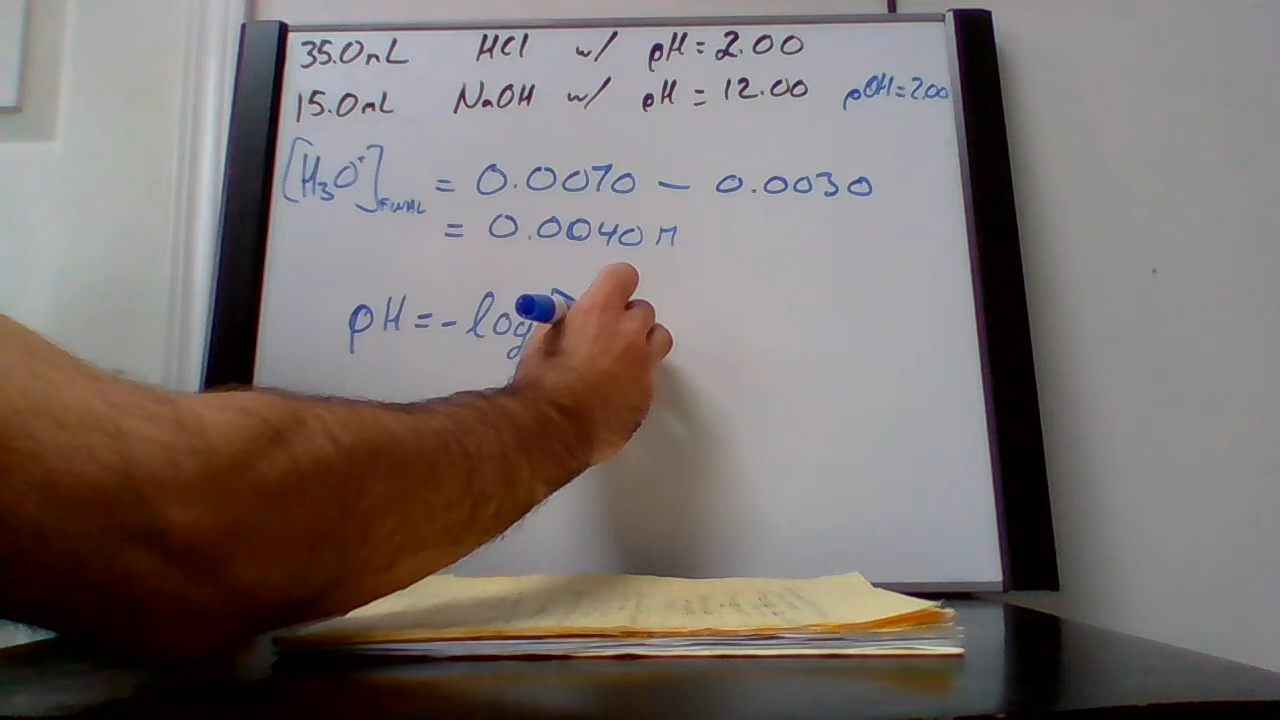 35.0mL HCl w/ pH = 2.00
15.0mL NaOH w/ pH = 12.00 pOH = 2.00
[H₃O⁺]FINAL = 0.0070 - 0.0030
= 0.0040 M
pH = - log